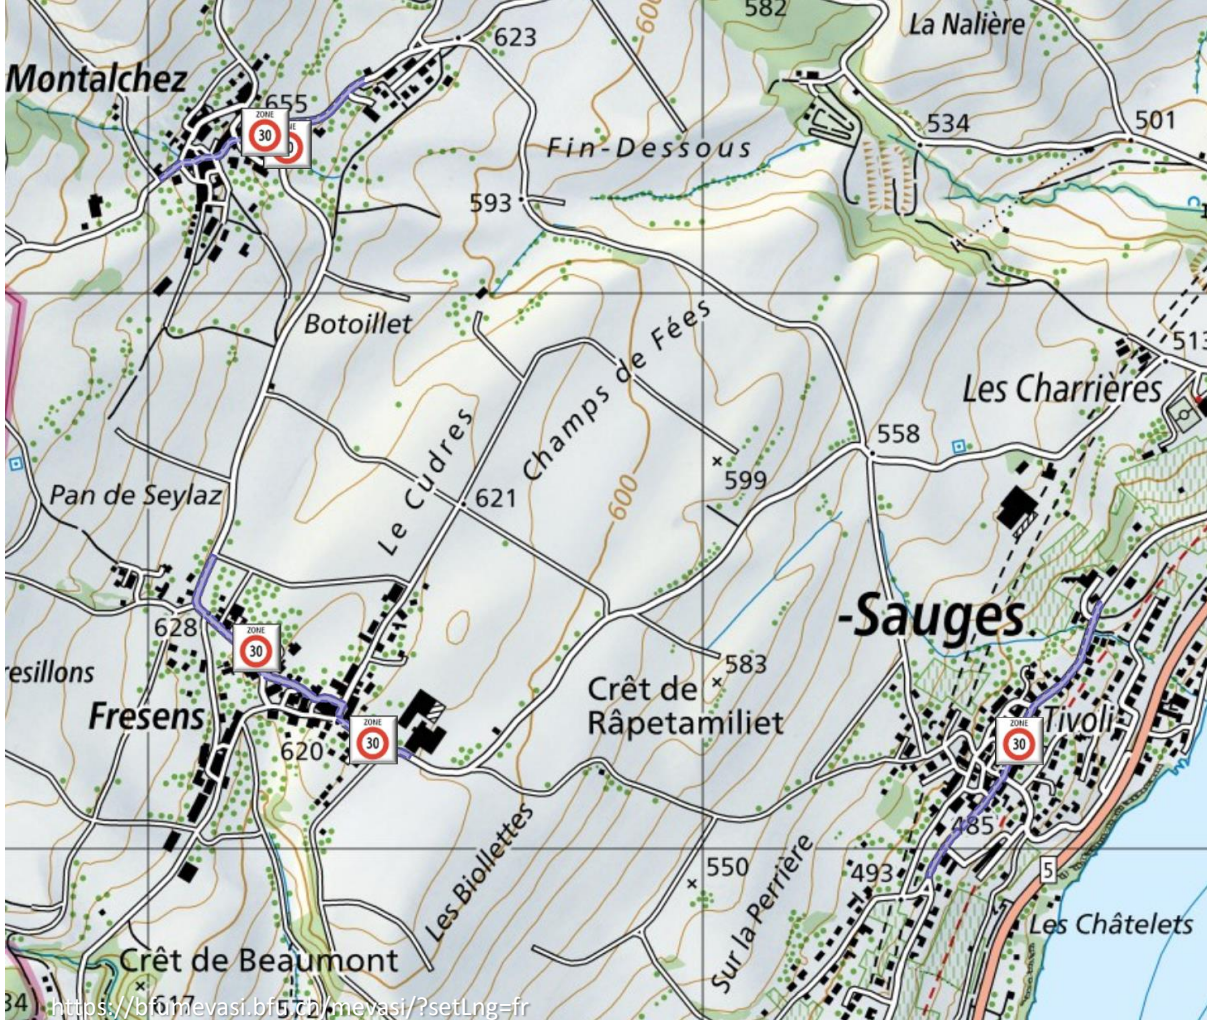 582
La Nalière
623
600
Montalchez
655
ZONE
30
534
501
Fin-Dessous
593
Botoillet
Champs de Fées
513
Les Charrières
Le Cudres
558
599
Pan de Seylaz
621
600
-Sauges
628
ZONE
30
583
resillons
Crêt de
Râpetamiliet
Fresens
620
ZONE
30
Tivoli
ZONE
30
485
Les Biollettes
550
Sur la Perrière
493
5
Les Châtelets
Crêt de Beaumont
34
617
572
https://bfumevasi.bfu.ch/mevasi/?setLng=fr